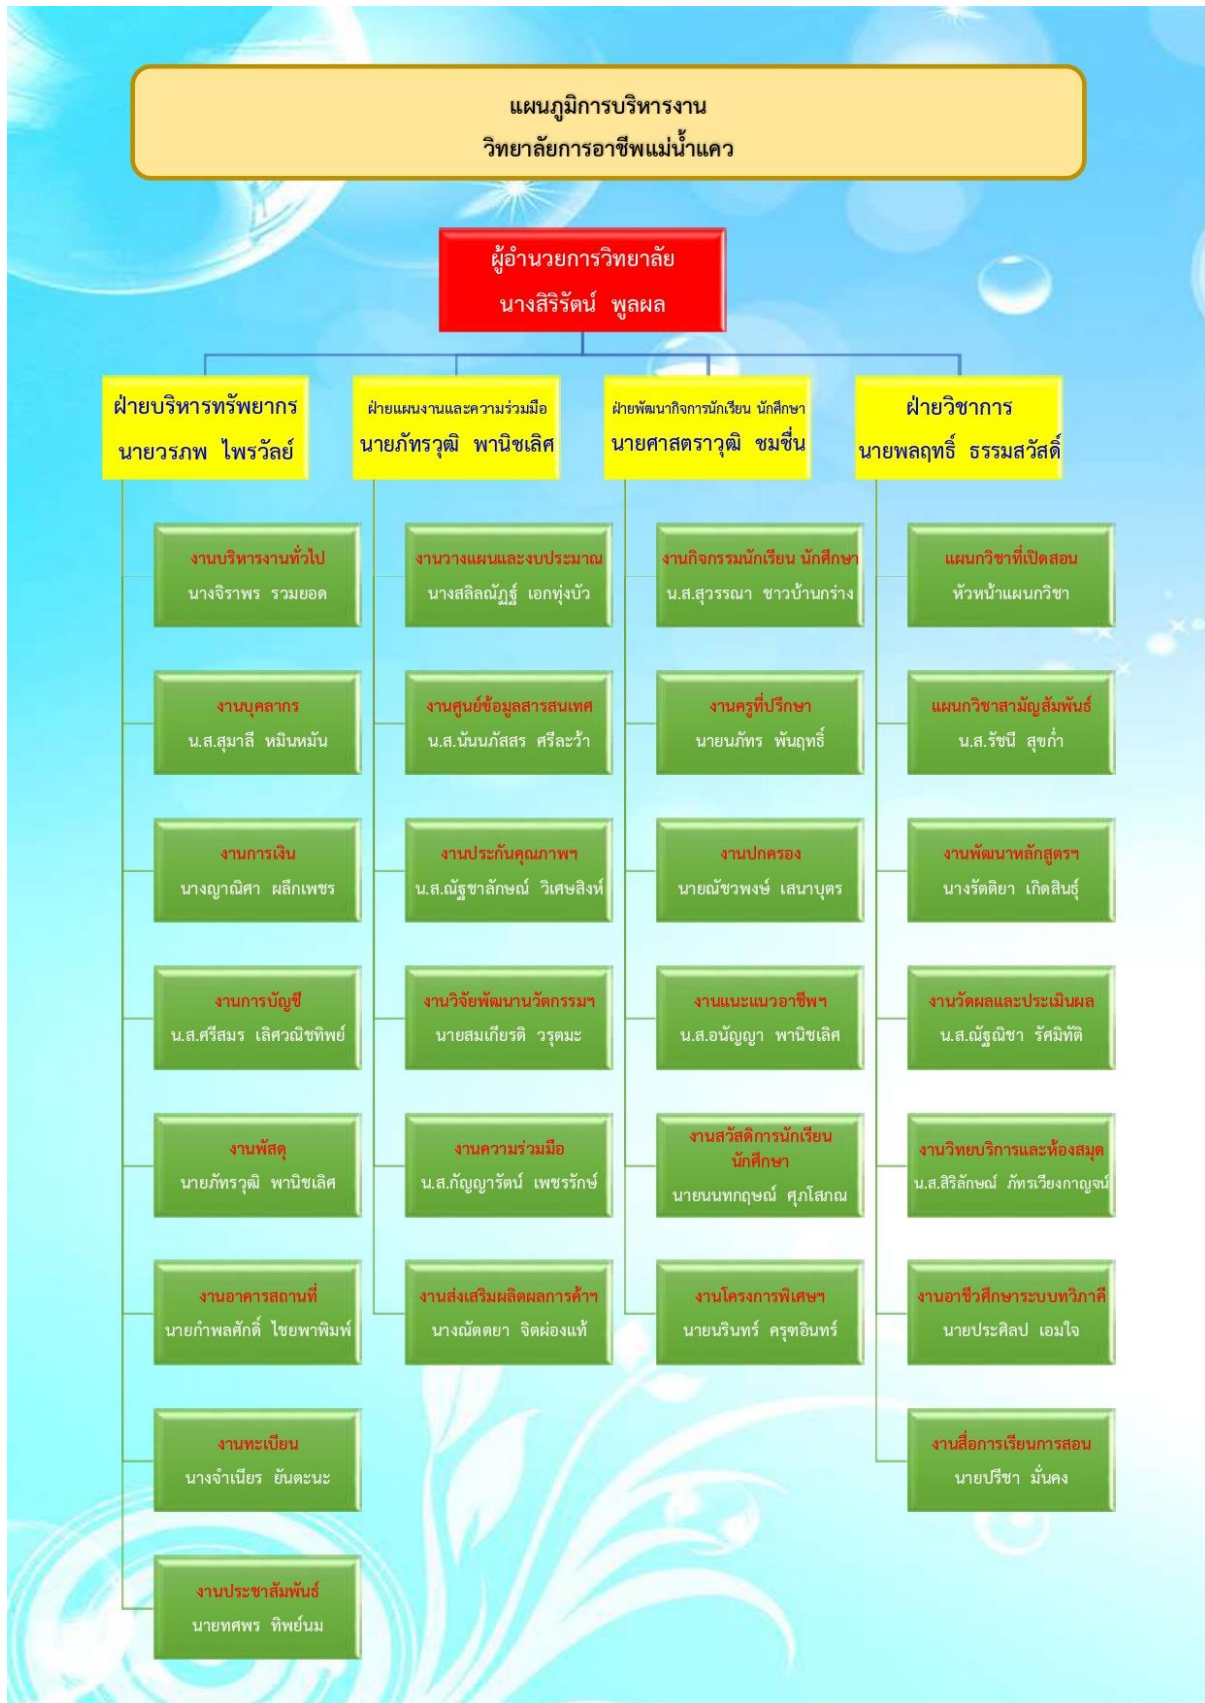 แผนภูมิการบริหารงาน
วิทยาลัยการอาชีพแม่น้ำแคว
ผู้อำนวยการวิทยาลัย
นางสิริรัตน์ พูลผล
ฝ่ายบริหารทรัพยากร
นายวรภพ ไพรวัลย์
งานบริหารงานทั่วไป
นางจิราพร รวมยอด
งานบุคลากร
น.ส.สุมาลี หมินหมัน
งานการเงิน
นางญาณิศา ผลึกเพชร
งานการบัญชี
น.ส.ศรีสมร เลิศวณิชทิพย์
งานพัสดุ
นายภัทรวุฒิ พานิชเลิศ
งานอาคารสถานที่
นายกำพลศักดิ์ ไชยพาพิมพ์
งานทะเบียน
นางจำเนียร ยันตะนะ
งานประชาสัมพันธ์
นายทศพร ทิพย์นม
ฝ่ายแผนงานและความร่วมมือ
นายภัทรวุฒิ พานิชเลิศ
งานวางแผนและงบประมาณ
นางสลิลณัฏฐ์ เอกทุ่งบัว
งานศูนย์ข้อมูลสารสนเทศ
น.ส.นันนภัสสร ศรีละว้า
งานประกันคุณภาพฯ
น.ส.ณัฐชาลักษณ์ วิเศษสิงห์
งานวิจัยพัฒนานวัตกรรมฯ
นายสมเกียรติ วรุตมะ
งานความร่วมมือ
น.ส.กัญญารัตน์ เพชรรักษ์
งานส่งเสริมผลิตผลการค้าฯ
นางณัตตยา จิตผ่องแท้
ฝ่ายพัฒนากิจการนักเรียน นักศึกษา
นายศาสตราวุฒิ ชมชื่น
งานกิจกรรมนักเรียน นักศึกษา
น.ส.สุวรรณา ชาวบ้านกร่าง
งานครูที่ปรึกษา
นายนภัทร พันฤทธิ์
งานปกครอง
นายณัชวพงษ์ เสนาบุตร
งานแนะแนวอาชีพฯ
น.ส.อนัญญา พานิชเลิศ
งานสวัสดิการนักเรียน
นักศึกษา
นายนนทกฤษณ์ ศุภโสภณ
งานโครงการพิเศษฯ
นายนรินทร์ ครุฑอินทร์
ฝ่ายวิชาการ
นายพลฤทธิ์ ธรรมสวัสดิ์
แผนกวิชาที่เปิดสอน
หัวหน้าแผนกวิชา
แผนกวิชาสามัญสัมพันธ์
น.ส.รัชนี สุขก่ำ
งานพัฒนาหลักสูตรฯ
นางรัตติยา เกิดสินธุ์
งานวัดผลและประเมินผล
น.ส.ณัฐณิชา รัศมิทัติ
งานวิทยบริการและห้องสมุด
น.ส.สิริลักษณ์ ภัทรเวียงกาญจน์
งานอาชีวศึกษาระบบทวิภาคี
นายประศิลป เอมใจ
งานสื่อการเรียนการสอน
นายปรีชา มั่นคง